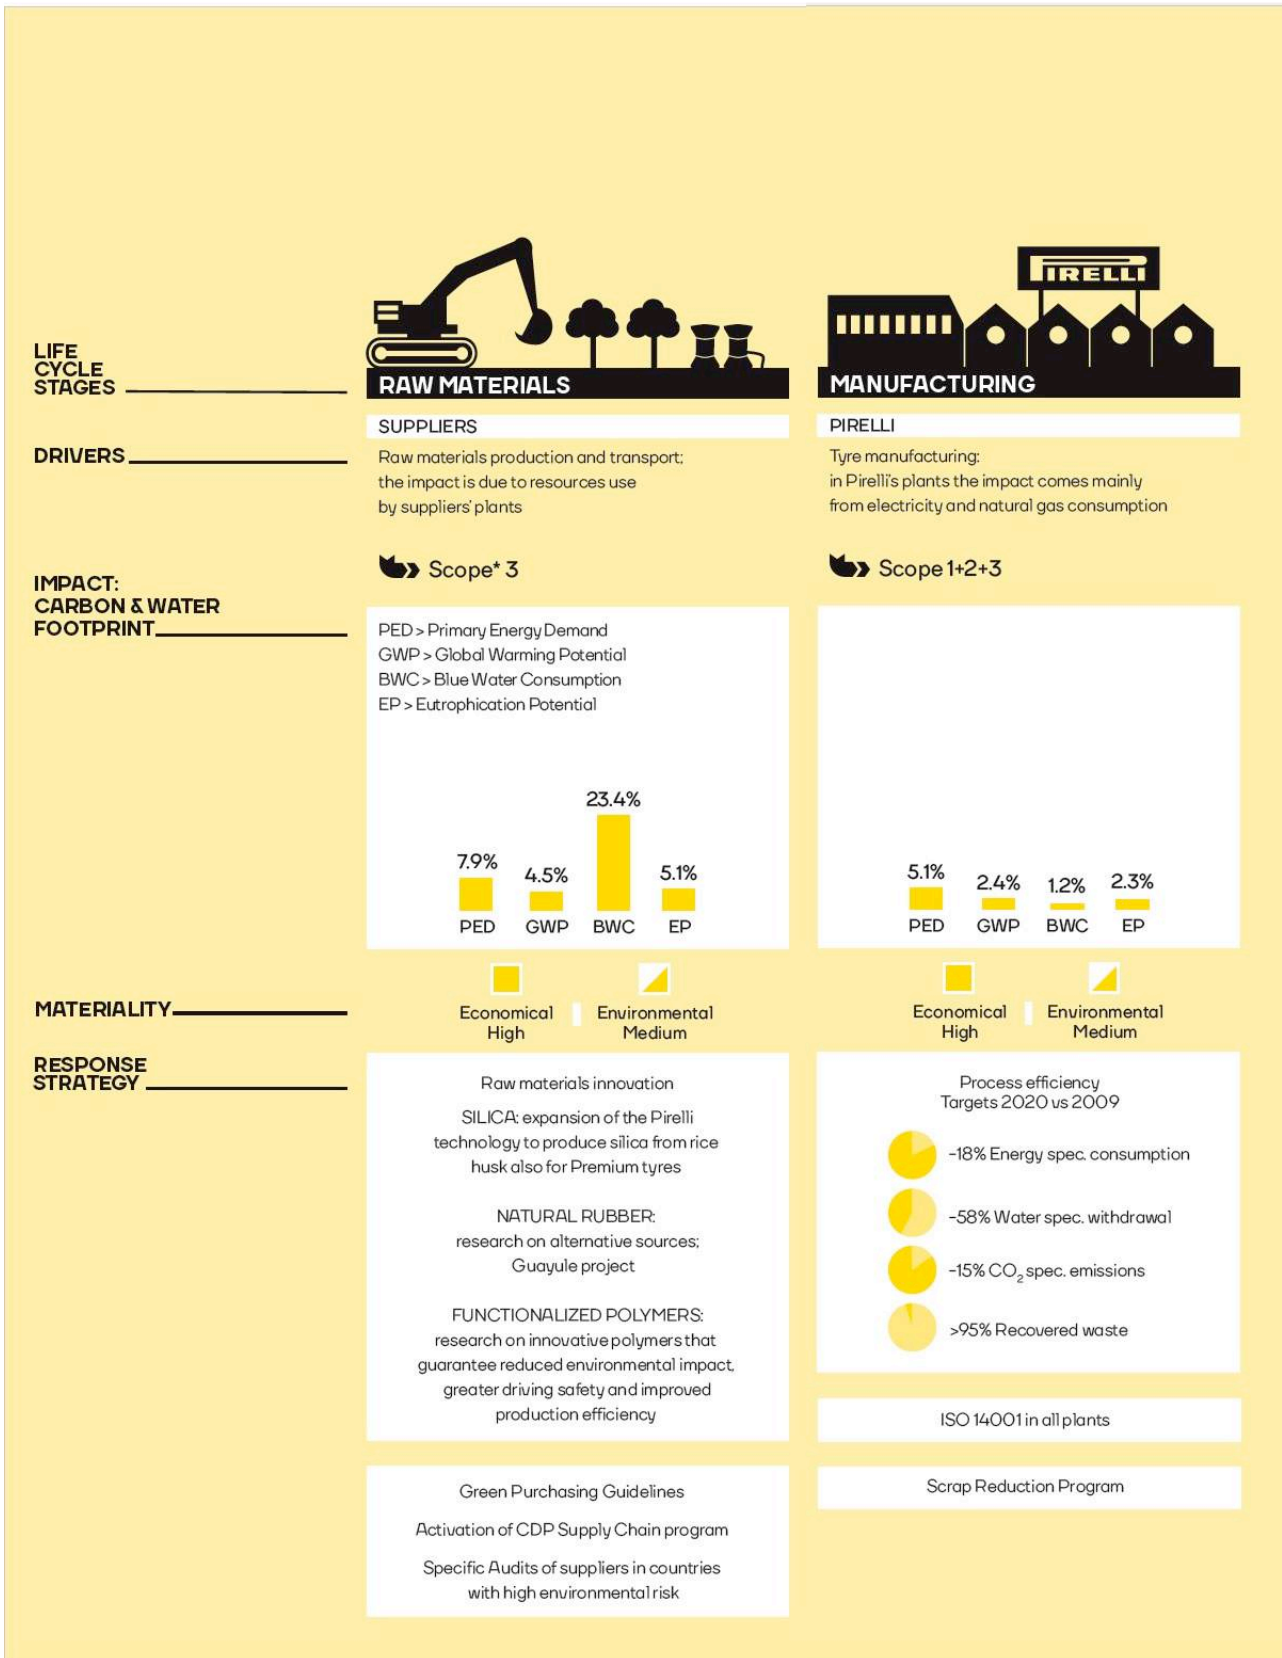 PIRELLI
LIFE
CYCLE
STAGES
RAW MATERIALS
MANUFACTURING
SUPPLIERS
PIRELLI
DRIVERS
Raw materials production and transport;
the impact is due to resources use
by suppliers' plants
Tyre manufacturing:
in Pirelli's plants the impact comes mainly
from electricity and natural gas consumption
Scope* 3
Scope 1+2+3
IMPACT:
CARBON & WATER
FOOTPRINT
PED > Primary Energy Demand
GWP > Global Warming Potential
BWC > Blue Water Consumption
EP > Eutrophication Potential
7.9%
4.5%
23.4%
5.1%
PED
GWP
BWC
EP
5.1%
2.4%
1.2%
2.3%
PED
GWP
BWC
EP
MATERIALITY
Economical
High
Environmental
Medium
Economical
High
Environmental
Medium
RESPONSE
STRATEGY
Raw materials innovation
SILICA: expansion of the Pirelli
technology to produce silica from rice
husk also for Premium tyres
NATURAL RUBBER:
research on alternative sources;
Guayule project
FUNCTIONALIZED POLYMERS:
research on innovative polymers that
guarantee reduced environmental impact,
greater driving safety and improved
production efficiency
Green Purchasing Guidelines
Activation of CDP Supply Chain program
Specific Audits of suppliers in countries
with high environmental risk
Process efficiency
Targets 2020 vs 2009
-18% Energy spec. consumption
-58% Water spec. withdrawal
-15% CO₂ spec. emissions
>95% Recovered waste
ISO 14001 in all plants
Scrap Reduction Program